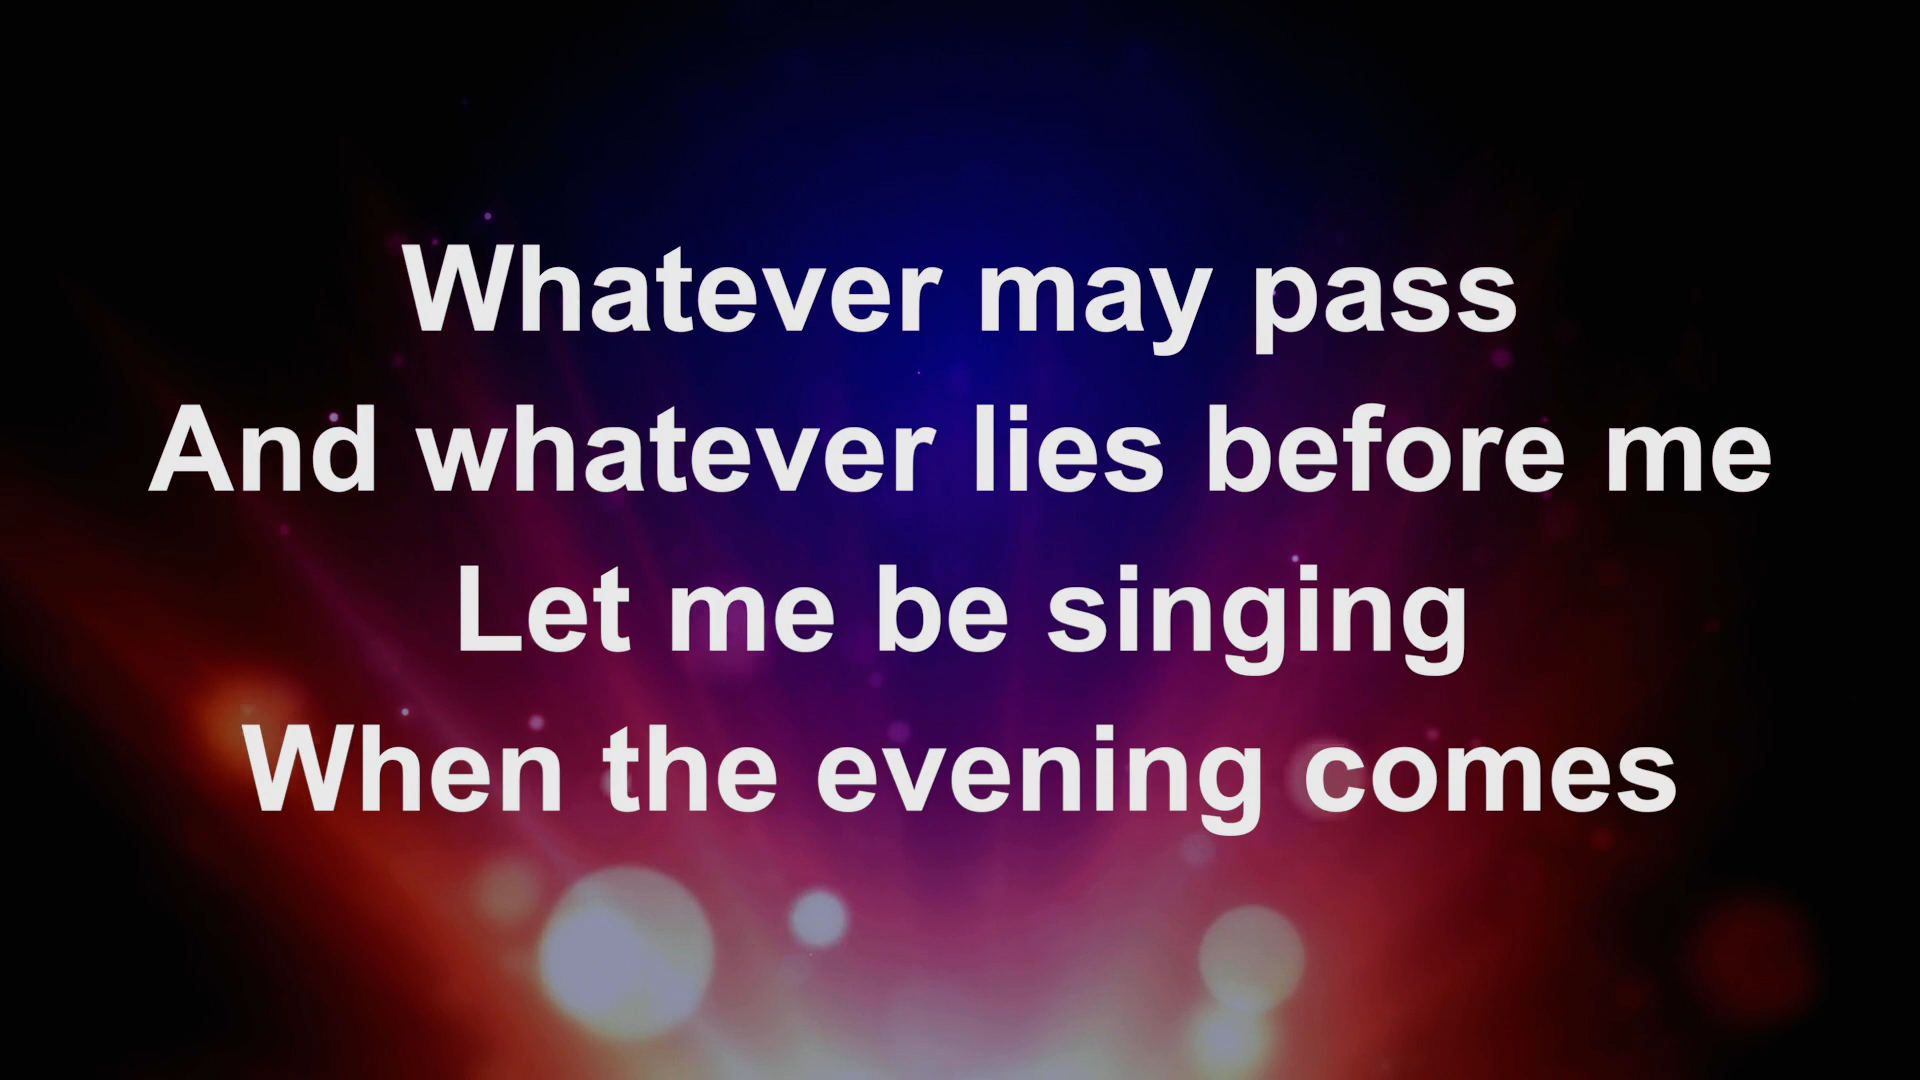 Whatever may pass
And whatever lies before me
Let me be singing
When the evening comes